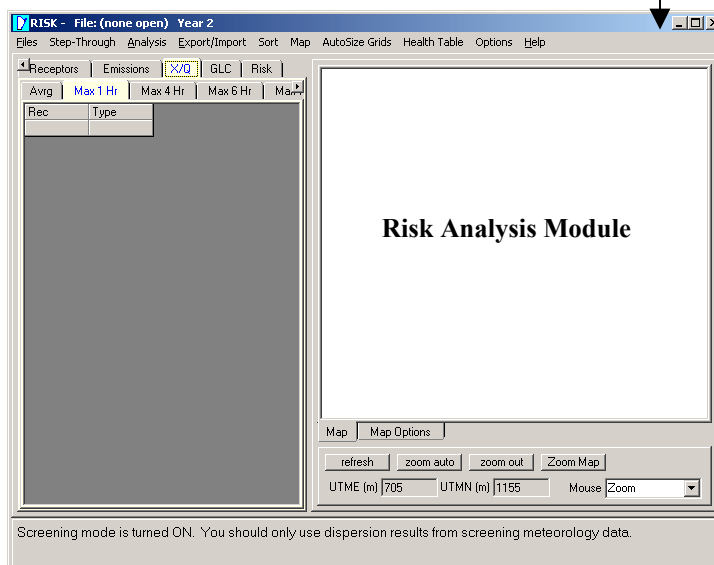 RISK - File: (none open) Year 2
Files Step-Through Analysis Export/Import Sort Map AutoSize Grids Health Table Options Help
Receptors Emissions X/Q GLC Risk
Avrg Max 1 Hr Max 4 Hr Max 6 Hr
Rec Type
Risk Analysis Module
Map Map Options
refresh zoom auto zoom out Zoom Map
UTME (m) 705 UTMN (m) 1155 Mouse Zoom
Screening mode is turned ON. You should only use dispersion results from screening meteorology data.